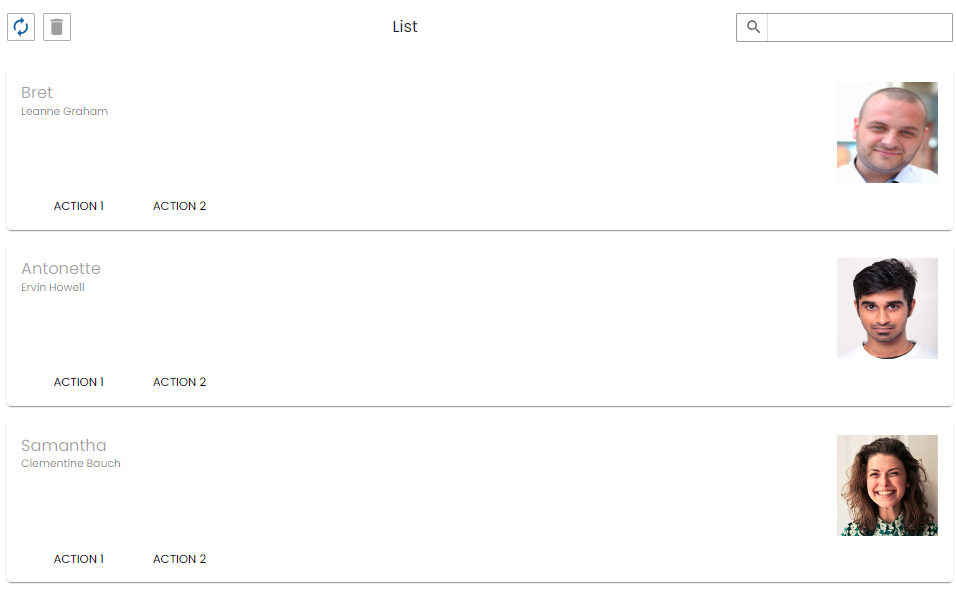 List
Bret
Leanne Graham
ACTION 1 ACTION 2
Antonette
Ervin Howell
ACTION 1 ACTION 2
Samantha
Clementine Bauch
ACTION 1 ACTION 2